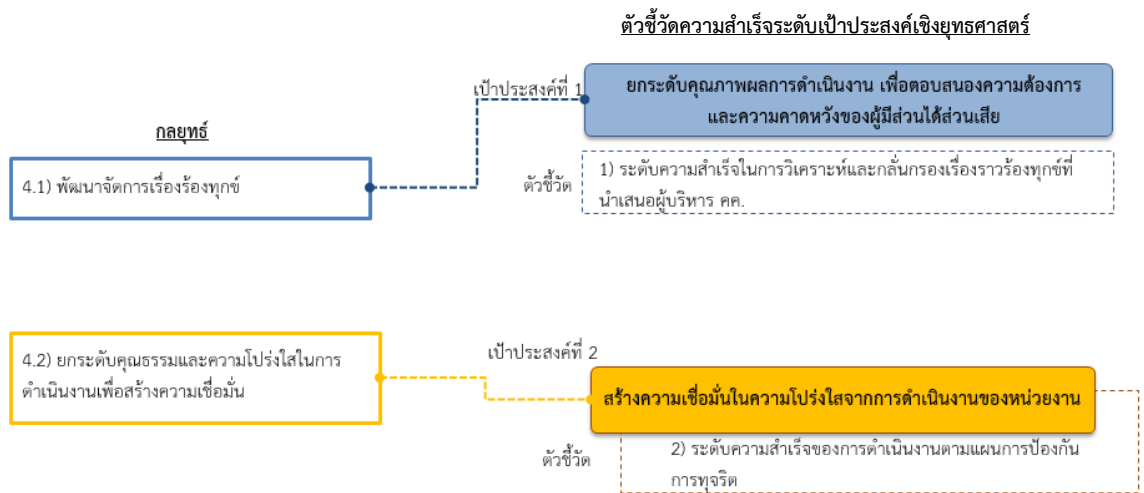 ตัวชี้วัดความสำเร็จระดับเป้าประสงค์เชิงยุทธศาสตร์
เป้าประสงค์ที่ 1
ยกระดับคุณภาพผลการดำเนินงาน เพื่อตอบสนองความต้องการ
และความคาดหวังของผู้มีส่วนได้ส่วนเสีย
กลยุทธ์
4.1) พัฒนาจัดการเรื่องร้องทุกข์
ตัวชี้วัด
1) ระดับความสำเร็จในการวิเคราะห์และกลั่นกรองเรื่องราวร้องทุกข์ที่
นำเสนอผู้บริหาร คค.
4.2) ยกระดับคุณธรรมและความโปร่งใสในการ
ดำเนินงานเพื่อสร้างความเชื่อมั่น
เป้าประสงค์ที่ 2
สร้างความเชื่อมั่นในความโปร่งใสจากการดำเนินงานของหน่วยงาน
ตัวชี้วัด
2) ระดับความสำเร็จของการดำเนินงานตามแผนการป้องกัน
การทุจริต